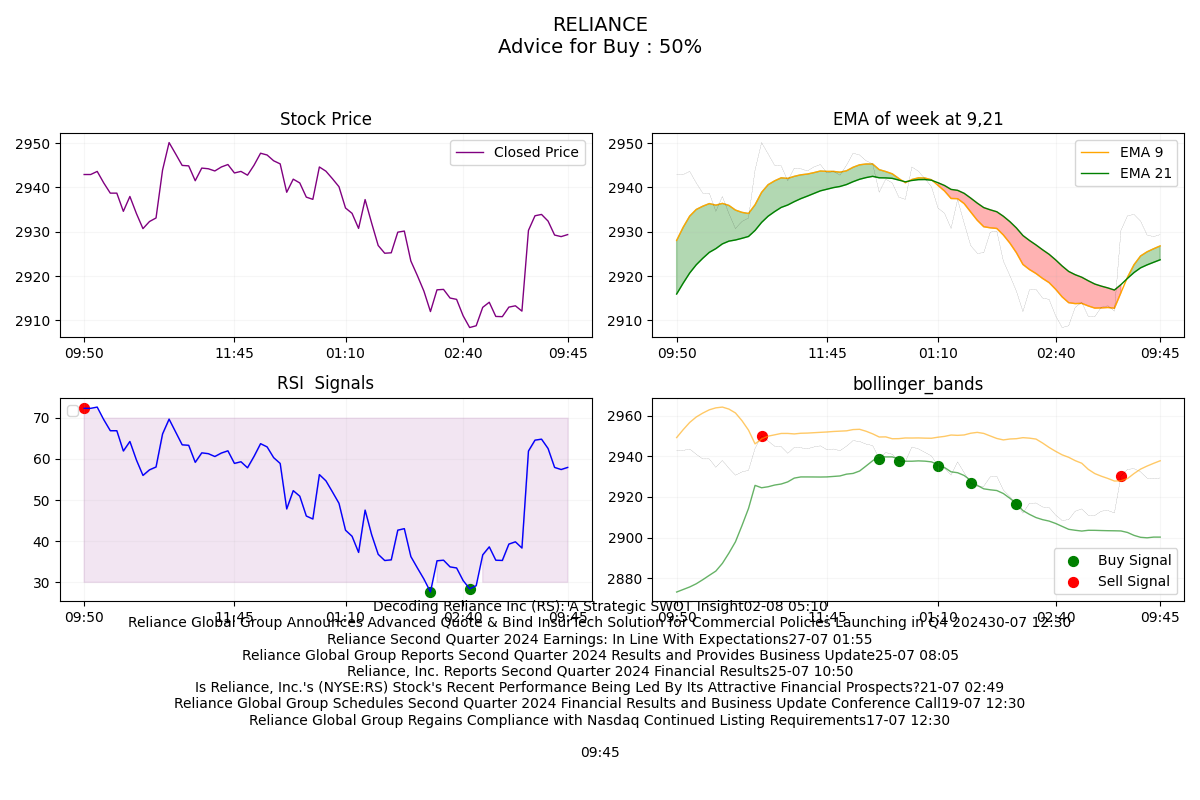 RELIANCE
Advice for Buy : 50%
Stock Price
2950
2940
2930
2920
2910
Closed Price
09:50
11:45
01:10
02:40
09:45
EMA of week at 9,21
2950
2940
2930
2920
2910
EMA 9
EMA 21
09:50
11:45
01:10
02:40
09:45
RSI  Signals
70
60
50
40
30
09:50
11:45
01:10
02:40
09:45
bollinger_bands
2960
2940
2920
2900
2880
Buy Signal
Sell Signal
09:50
11:45
01:10
02:40
09:45
Decoding Reliance Inc (RS): A Strategic SWOT Insight02-08 05:10
Reliance Global Group Announces Advanced Quote & Bind InsurTech Solution for Commercial Policies Launching in Q4 202430-07 12:30
Reliance Second Quarter 2024 Earnings: In Line With Expectations27-07 01:55
Reliance Global Group Reports Second Quarter 2024 Results and Provides Business Update25-07 08:05
Reliance, Inc. Reports Second Quarter 2024 Financial Results25-07 10:50
Is Reliance, Inc.'s (NYSE:RS) Stock's Recent Performance Being Led By Its Attractive Financial Prospects?21-07 02:49
Reliance Global Group Schedules Second Quarter 2024 Financial Results and Business Update Conference Call19-07 12:30
Reliance Global Group Regains Compliance with Nasdaq Continued Listing Requirements17-07 12:30
09:45